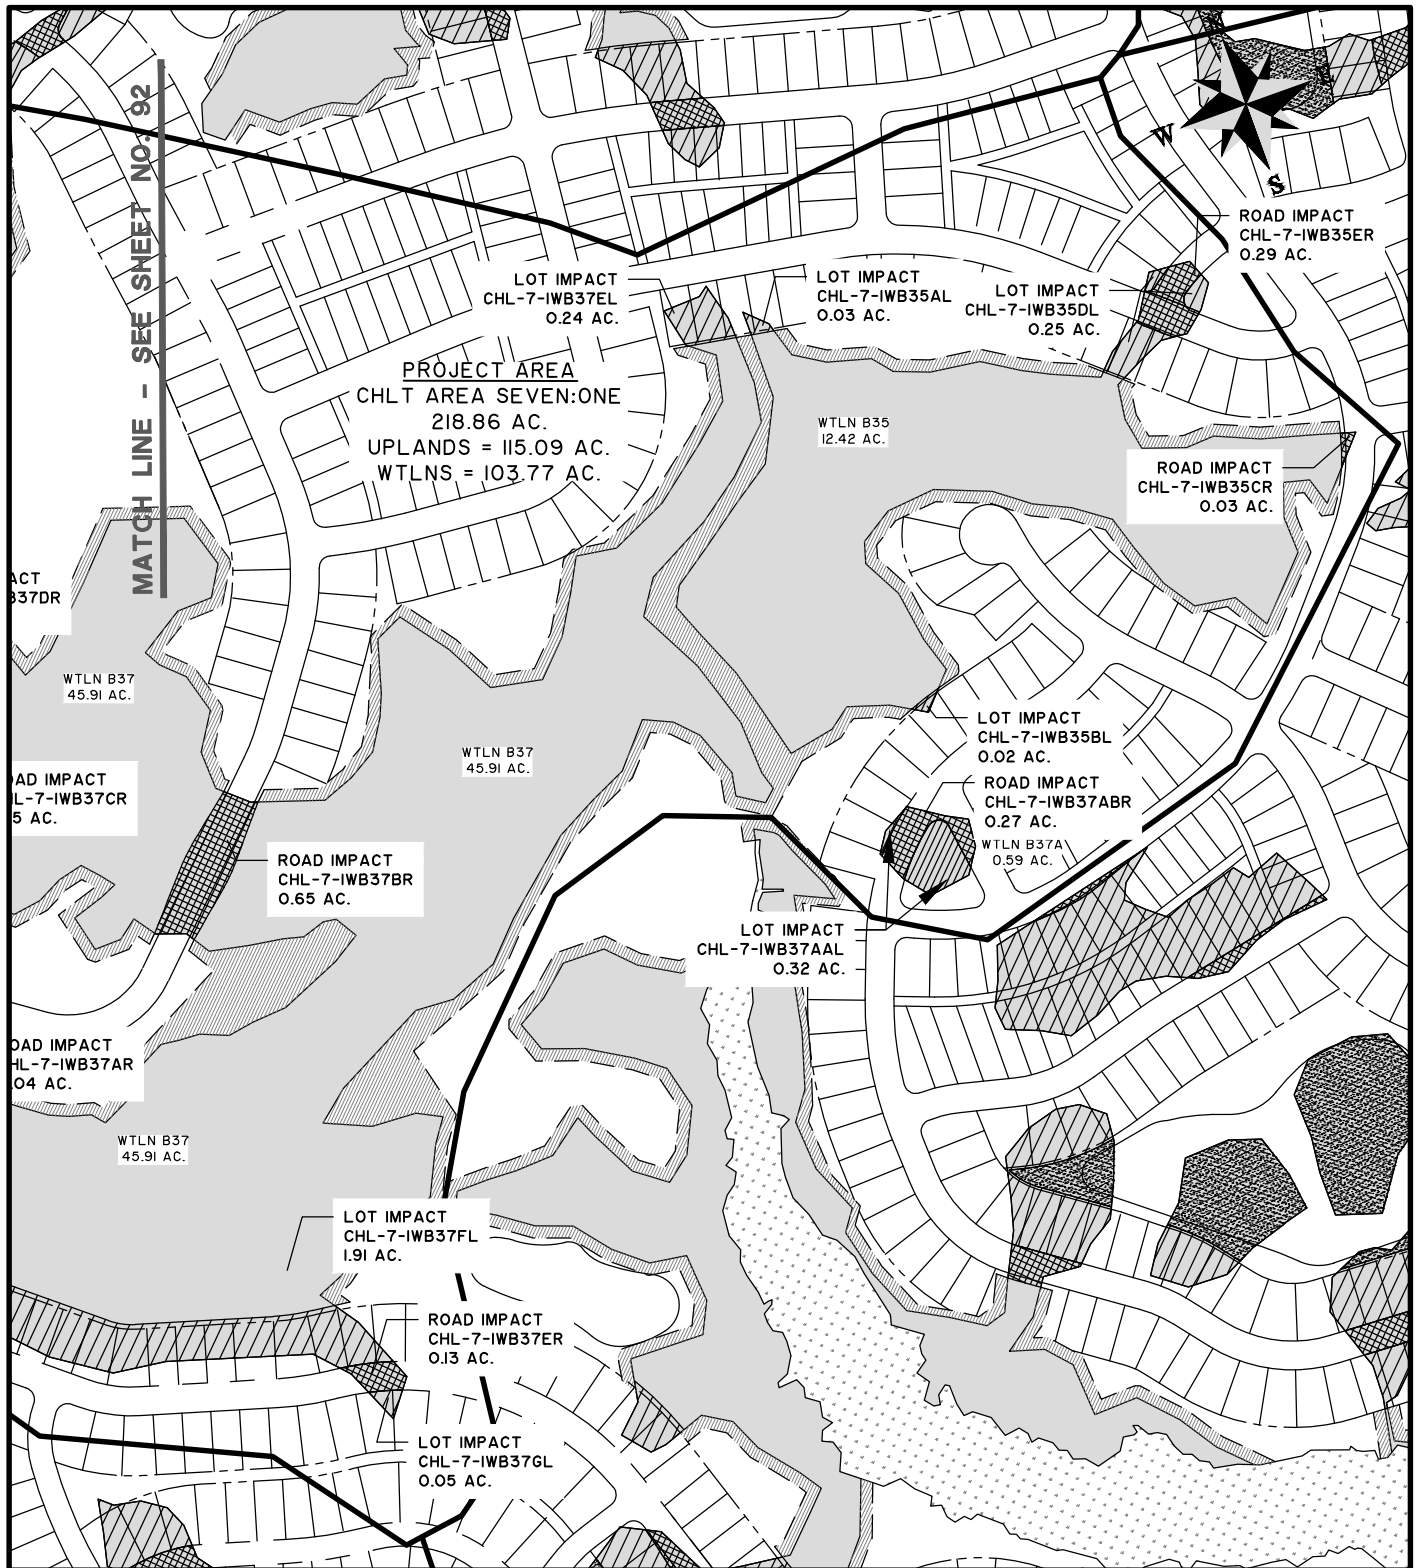 MATCH LINE - SEE SHEET NO. 92
W
S
ROAD IMPACT
CHL-7-IWB35ER
0.29 AC.
LOT IMPACT
CHL-7-IWB37EL
0.24 AC.
LOT IMPACT
CHL-7-IWB35AL
0.03 AC.
LOT IMPACT
CHL-7-IWB35DL
0.25 AC.
PROJECT AREA
CHLT AREA SEVEN:ONE
218.86 AC.
UPLANDS = 115.09 AC.
WTLNS = 103.77 AC.
WTLN B35
12.42 AC.
ROAD IMPACT
CHL-7-IWB35CR
0.03 AC.
ACT
B37DR
WTLN B37
45.91 AC.
WTLN B37
45.91 AC.
LOT IMPACT
CHL-7-IWB35BL
0.02 AC.
OAD IMPACT
HL-7-IWB37CR
5 AC.
ROAD IMPACT
CHL-7-IWB37ABR
0.27 AC.
WTLN B37A
0.59 AC.
ROAD IMPACT
CHL-7-IWB37BR
0.65 AC.
LOT IMPACT
CHL-7-IWB37AAL
0.32 AC.
OAD IMPACT
HL-7-IWB37AR
.04 AC.
WTLN B37
45.91 AC.
LOT IMPACT
CHL-7-IWB37FL
1.91 AC.
ROAD IMPACT
CHL-7-IWB37ER
0.13 AC.
LOT IMPACT
CHL-7-IWB37GL
0.05 AC.